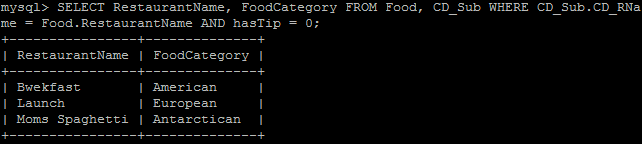 mysql> SELECT RestaurantName, FoodCategory FROM Food, CD_Sub WHERE CD_Sub.CD_RNa
me = Food.RestaurantName AND hasTip = 0;
+----------------+--------------+
| RestaurantName | FoodCategory |
+----------------+--------------+
| Bwekfast       | American     |
| Launch         | European     |
| Moms Spaghetti | Antarctican  |
+----------------+--------------+